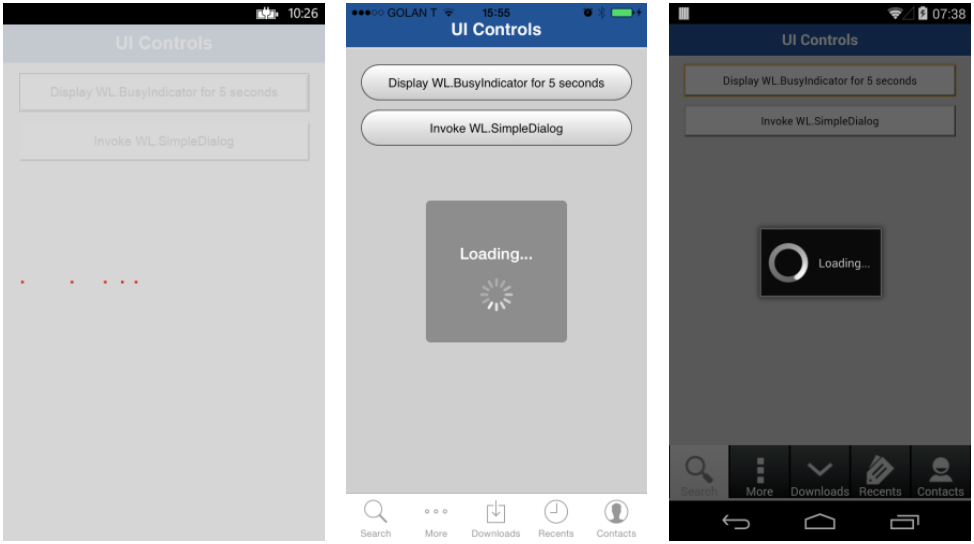 10:26
UI Controls
Display WL.BusyIndicator for 5 seconds
Invoke WL.SimpleDialog
GOLAN T 15:55
UI Controls
Display WL.BusyIndicator for 5 seconds
Invoke WL.SimpleDialog
Loading...
Search More Downloads Recents Contacts
07:38
UI Controls
Display WL.BusyIndicator for 5 seconds
Invoke WL.SimpleDialog
Loading...
Search More Downloads Recents Contacts